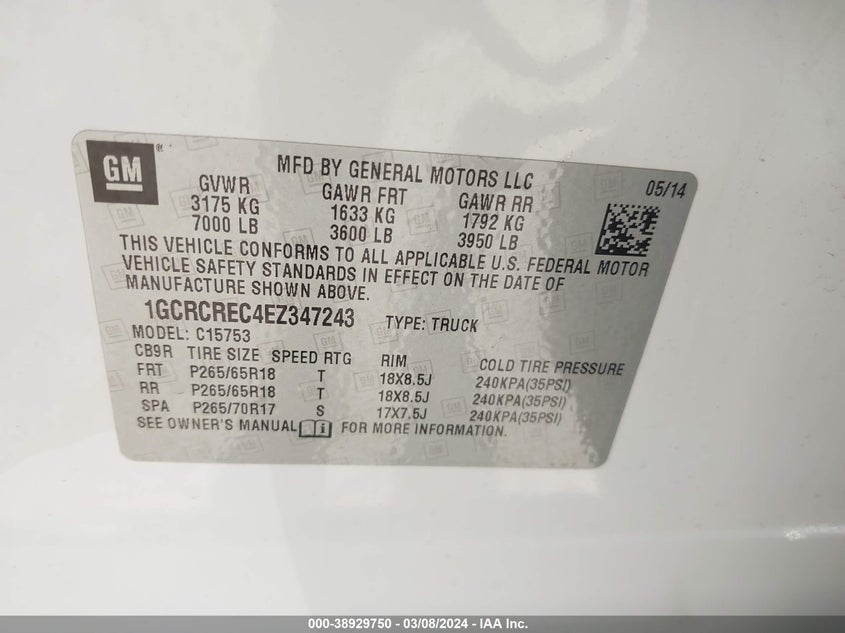 GM ®
MFD BY GENERAL MOTORS LLC
05/14
GVWR GAWR FRT GAWR RR
3175 KG 1633 KG 1792 KG
7000 LB 3600 LB 3950 LB
THIS VEHICLE CONFORMS TO ALL APPLICABLE U.S. FEDERAL MOTOR
VEHICLE SAFETY STANDARDS IN EFFECT ON THE DATE OF
MANUFACTURE SHOWN ABOVE.
1GCRCREC4EZ347243 TYPE: TRUCK
MODEL: C15753
CB9R TIRE SIZE SPEED RTG RIM COLD TIRE PRESSURE
FRT P265/65R18 T 18X8.5J 240KPA(35PSI)
RR P265/65R18 T 18X8.5J 240KPA(35PSI)
SPA P265/70R17 S 17X7.5J 240KPA(35PSI)
SEE OWNER'S MANUAL FOR MORE INFORMATION.
000-38929750 - 03/08/2024 - IAA Inc.